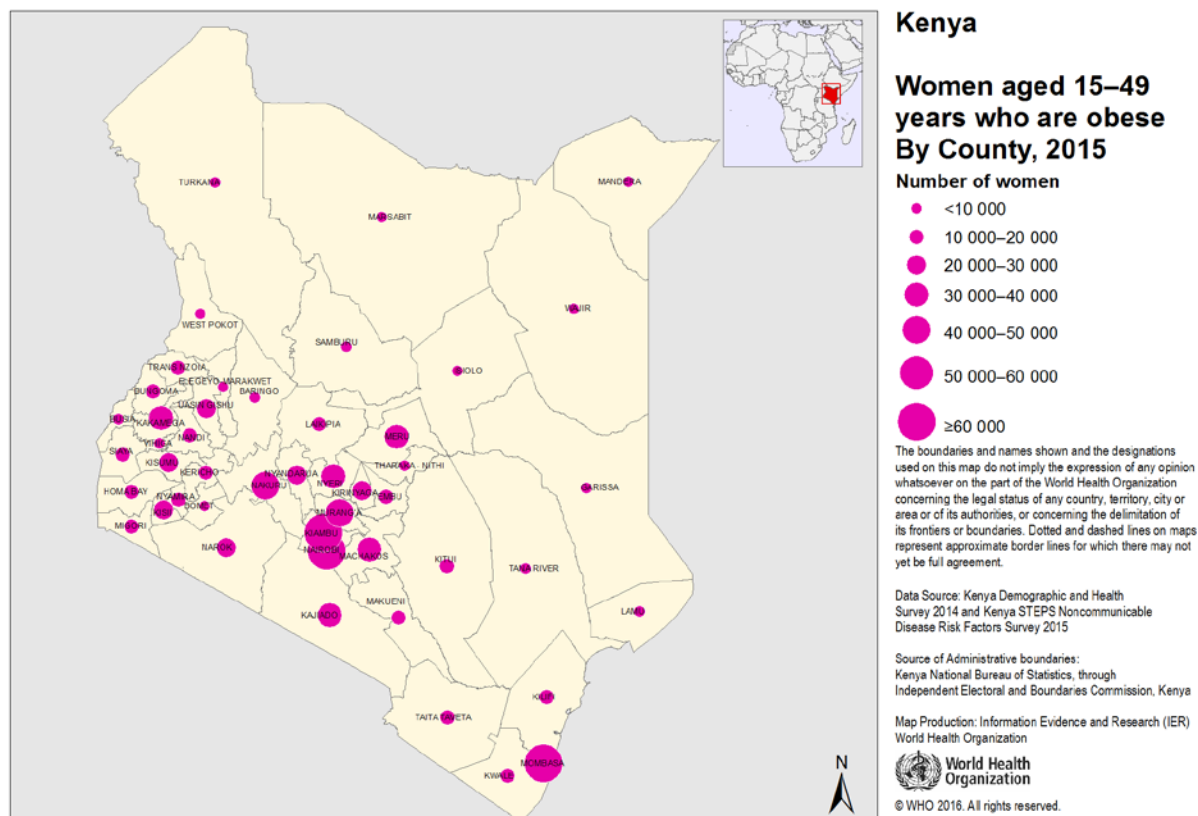 Kenya
Women aged 15–49
years who are obese
By County, 2015
Number of women
<10 000
10 000–20 000
20 000–30 000
30 000–40 000
40 000–50 000
50 000–60 000
≥60 000
The boundaries and names shown and the designations
used on this map do not imply the expression of any opinion
whatsoever on the part of the World Health Organization
concerning the legal status of any country, territory, city or
area or of its authorities, or concerning the delimitation of
its frontiers or boundaries. Dotted and dashed lines on maps
represent approximate border lines for which there may not
yet be full agreement.
Data Source: Kenya Demographic and Health
Survey 2014 and Kenya STEPS Noncommunicable
Disease Risk Factors Survey 2015
Source of Administrative boundaries:
Kenya National Bureau of Statistics, through
Independent Electoral and Boundaries Commission, Kenya
Map Production: Information Evidence and Research (IER)
World Health Organization
World Health
Organization
© WHO 2016. All rights reserved.
TURKANA
MANDERA
MARSABIT
WAJIR
WEST POKOT
SAMBURU
ISIOLO
TRANS NZOIA
ELEGEYO-MARAKWET
BUNGOMA
BARINGO
UASIN GISHU
BUSIA
KAKAMEGA
LAIKIPIA
NANDI
MERU
VIHIGA
SIAYA
KISUMU
THARAKA - NITHI
KERICHO
NYANDARUA
NYERI
NAKURU
GARISSA
HOMA BAY
NYAMIRA
KIRINYAGA
EMBU
BOMET
KISII
MURANG'A
MIGORI
KIAMBU
NAROK
NAIROBI
MACHAKOS
KITUI
TANA RIVER
MAKUENI
KAJIADO
LAMU
KILIFI
TAITA TAVETA
MOMBASA
KWALE
N